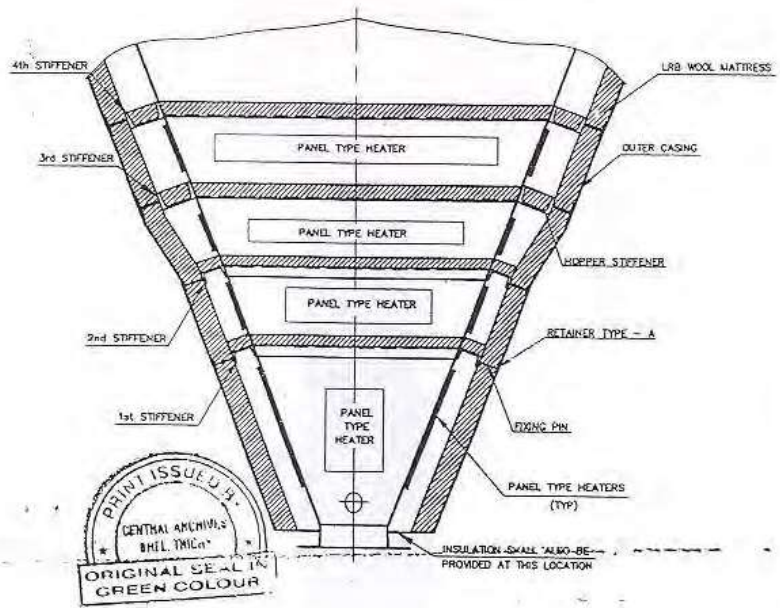 4th STIFFENER
LRB WOOL MATTRESS
PANEL TYPE HEATER
OUTER CASING
3rd STIFFENER
PANEL TYPE HEATER
HOPPER STIFFENER
PANEL TYPE HEATER
2nd STIFFENER
RETAINER TYPE - A
1st STIFFENER
PANEL
TYPE
HEATER
FIXING PIN
PANEL TYPE HEATERS
(TYP)
PRINT ISSUED BY
CENTRAL ARCHIVES
BHEL, TRICHY
ORIGINAL SEAL IN
GREEN COLOUR
INSULATION SHALL ALSO BE
PROVIDED AT THIS LOCATION